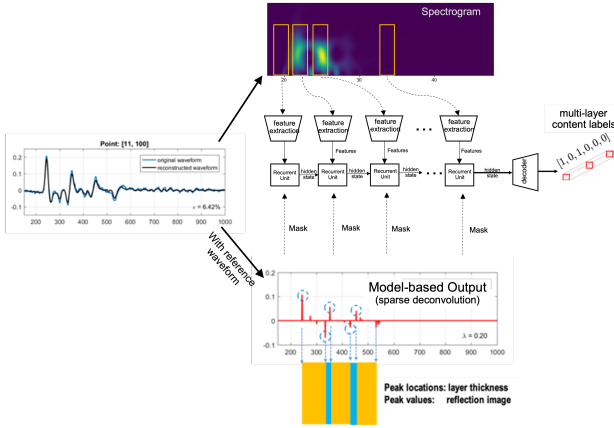 Spectrogram
20
30
40
feature
extraction
feature
extraction
feature
extraction
feature
extraction
Features
Features
Features
multi-layer
content labels
[1, 0, 1, 0, 0, 0]
Recurrent
Unit
hidden
state
Recurrent
Unit
hidden
state
Recurrent
Unit
hidden
state
Recurrent
Unit
hidden
state
decoder
Mask
Mask
Mask
Mask
Point: [11, 100]
original waveform
reconstructed waveform
0.2
0.1
0
-0.1
ε = 6.42%
200 300 400 500 600 700 800 900 1000
With reference
waveform
Model-based Output
(sparse deconvolution)
0.2
0.1
0
-0.1
λ = 0.20
200 300 400 500 600 700 800 900 1000
Peak locations: layer thickness
Peak values: reflection image